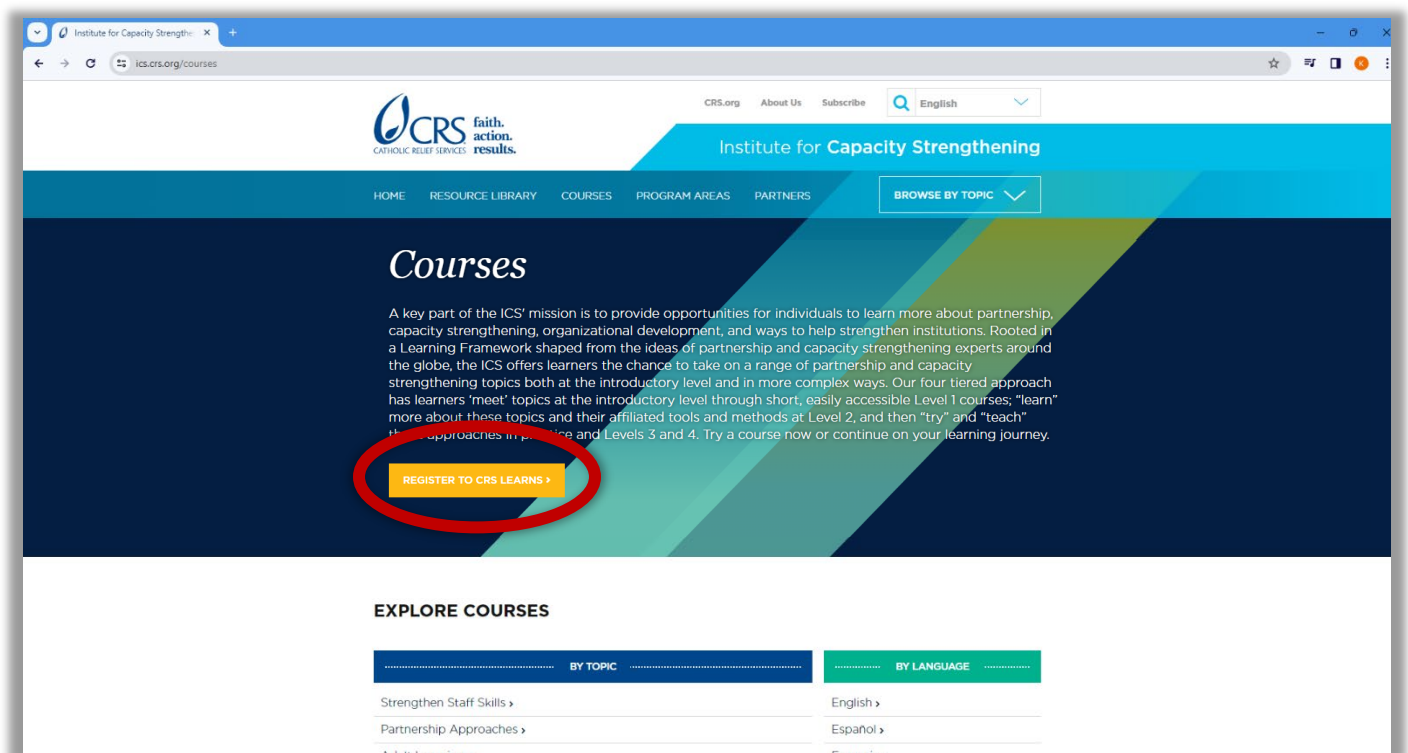 Institute for Capacity Strengthe
ics.crs.org/courses
K
CRS.org About Us Subscribe English
CRS faith. action. results.
CATHOLIC RELIEF SERVICES
Institute for Capacity Strengthening
HOME RESOURCE LIBRARY COURSES PROGRAM AREAS PARTNERS BROWSE BY TOPIC
Courses
A key part of the ICS' mission is to provide opportunities for individuals to learn more about partnership,
capacity strengthening, organizational development, and ways to help strengthen institutions. Rooted in
a Learning Framework shaped from the ideas of partnership and capacity strengthening experts around
the globe, the ICS offers learners the chance to take on a range of partnership and capacity
strengthening topics both at the introductory level and in more complex ways. Our four tiered approach
has learners 'meet' topics at the introductory level through short, easily accessible Level 1 courses; "learn"
more about these topics and their affiliated tools and methods at Level 2, and then "try" and "teach"
approaches in and Levels 3 and 4. Try a course now or continue on your learning journey.
REGISTER TO CRS LEARNS >
EXPLORE COURSES
BY TOPIC
BY LANGUAGE
Strengthen Staff Skills >
English >
Partnership Approaches >
Español >